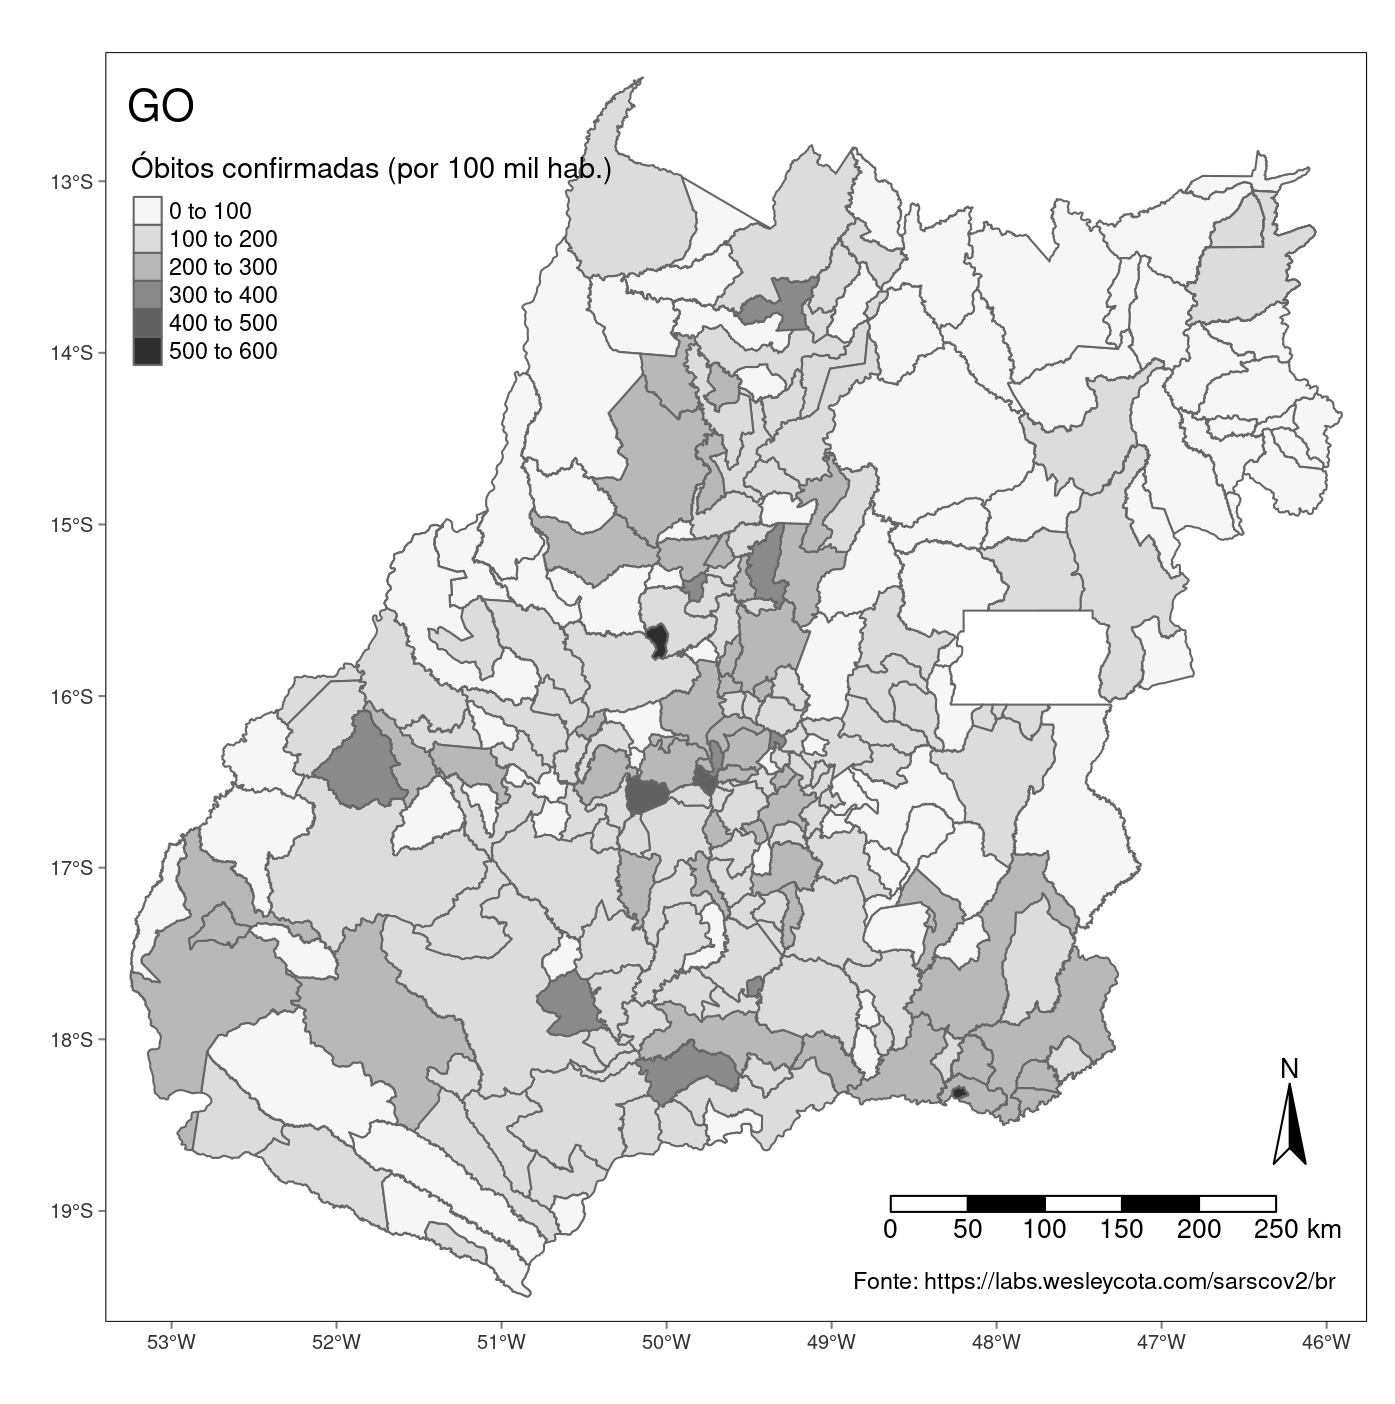 GO
Óbitos confirmadas (por 100 mil hab.)
0 to 100
100 to 200
200 to 300
300 to 400
400 to 500
500 to 600
13°S
14°S
15°S
16°S
17°S
18°S
19°S
N
0 50 100 150 200 250 km
Fonte: https://labs.wesleycota.com/sarscov2/br
53°W 52°W 51°W 50°W 49°W 48°W 47°W 46°W